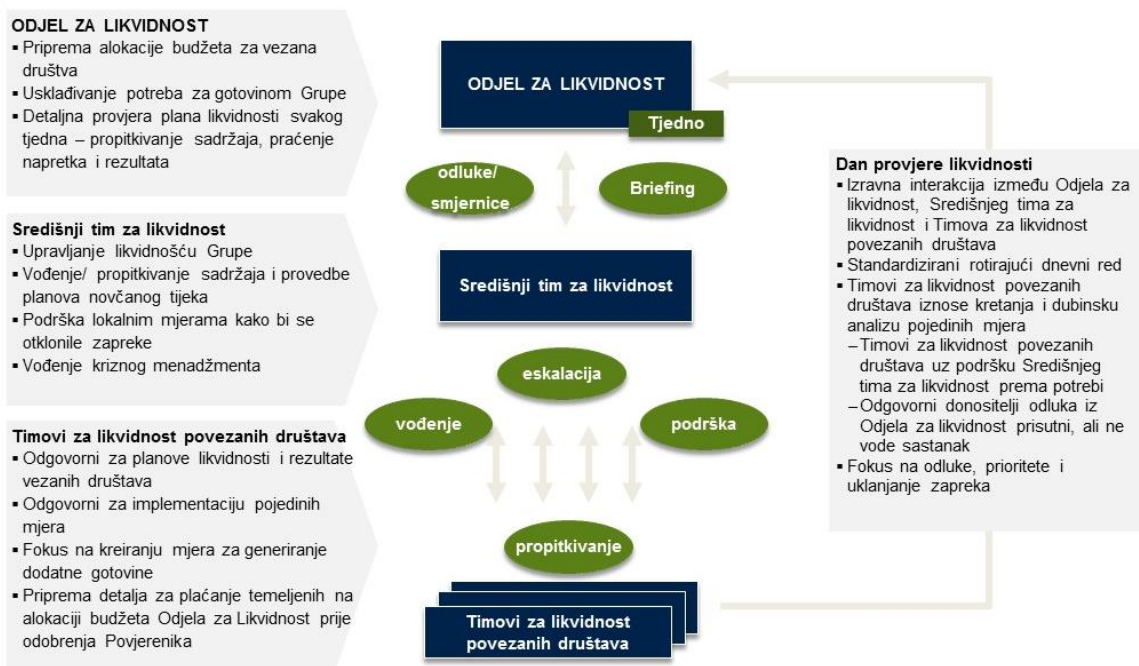 ODJEL ZA LIKVIDNOST
▪ Priprema alokacije budžeta za vezana
društva
▪ Usklađivanje potreba za gotovinom Grupe
▪ Detaljna provjera plana likvidnosti svakog
tjedna – propitkivanje sadržaja, praćenje
napretka i rezultata
Središnji tim za likvidnost
▪ Upravljanje likvidnošću Grupe
▪ Vođenje/ propitkivanje sadržaja i provedbe
planova novčanog tijeka
▪ Podrška lokalnim mjerama kako bi se
otklonile zapreke
▪ Vođenje kriznog menadžmenta
Timovi za likvidnost povezanih društava
▪ Odgovorni za planove likvidnosti i rezultate
vezanih društava
▪ Odgovorni za implementaciju pojedinih
mjera
▪ Fokus na kreiranju mjera za generiranje
dodatne gotovine
▪ Priprema detalja za plaćanje temeljenih na
alokaciji budžeta Odjela za Likvidnost prije
odobrenja Povjerenika
ODJEL ZA LIKVIDNOST
Tjedno
odluke/
smjernice
Briefing
Središnji tim za likvidnost
eskalacija
vođenje
podrška
propitkivanje
Timovi za likvidnost
povezanih društava
Dan provjere likvidnosti
▪ Izravna interakcija između Odjela za
likvidnost, Središnjeg tima za
likvidnost i Timova za likvidnost
povezanih društava
▪ Standardizirani rotirajući dnevni red
▪ Timovi za likvidnost povezanih
društava iznose kretanja i dubinsku
analizu pojedinih mjera
–Timovi za likvidnost povezanih
društava uz podršku Središnjeg
tima za likvidnost prema potrebi
–Odgovorni donositelji odluka iz
Odjela za likvidnost prisutni, ali ne
vode sastanak
▪ Fokus na odluke, prioritete i
uklanjanje zapreka